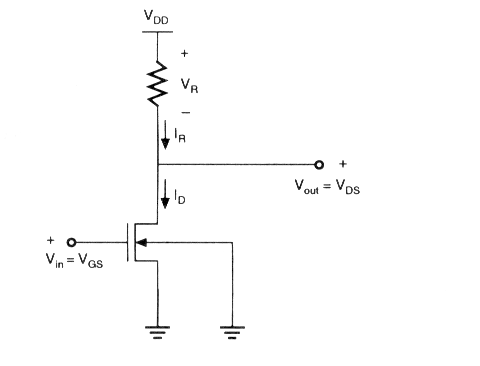 V_DD
+
V_R
−
I_R
+
V_out = V_DS
I_D
+
V_in = V_GS